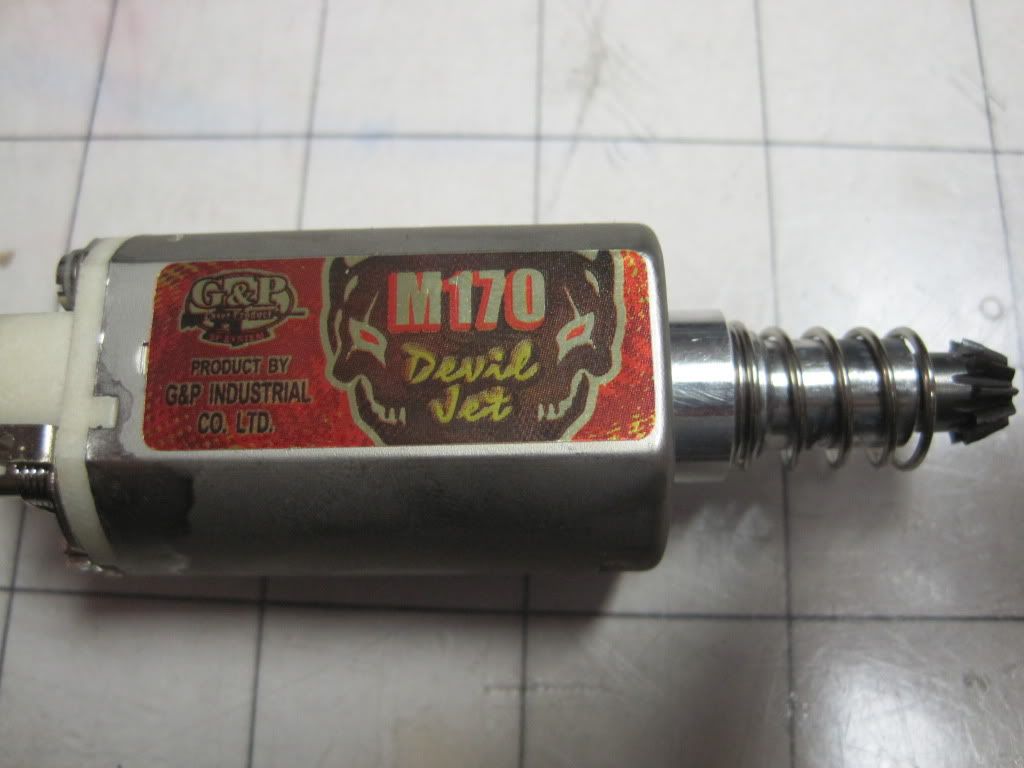 G&P
PRODUCT BY
G&P INDUSTRIAL
CO. LTD.
M170
Devil
Jet